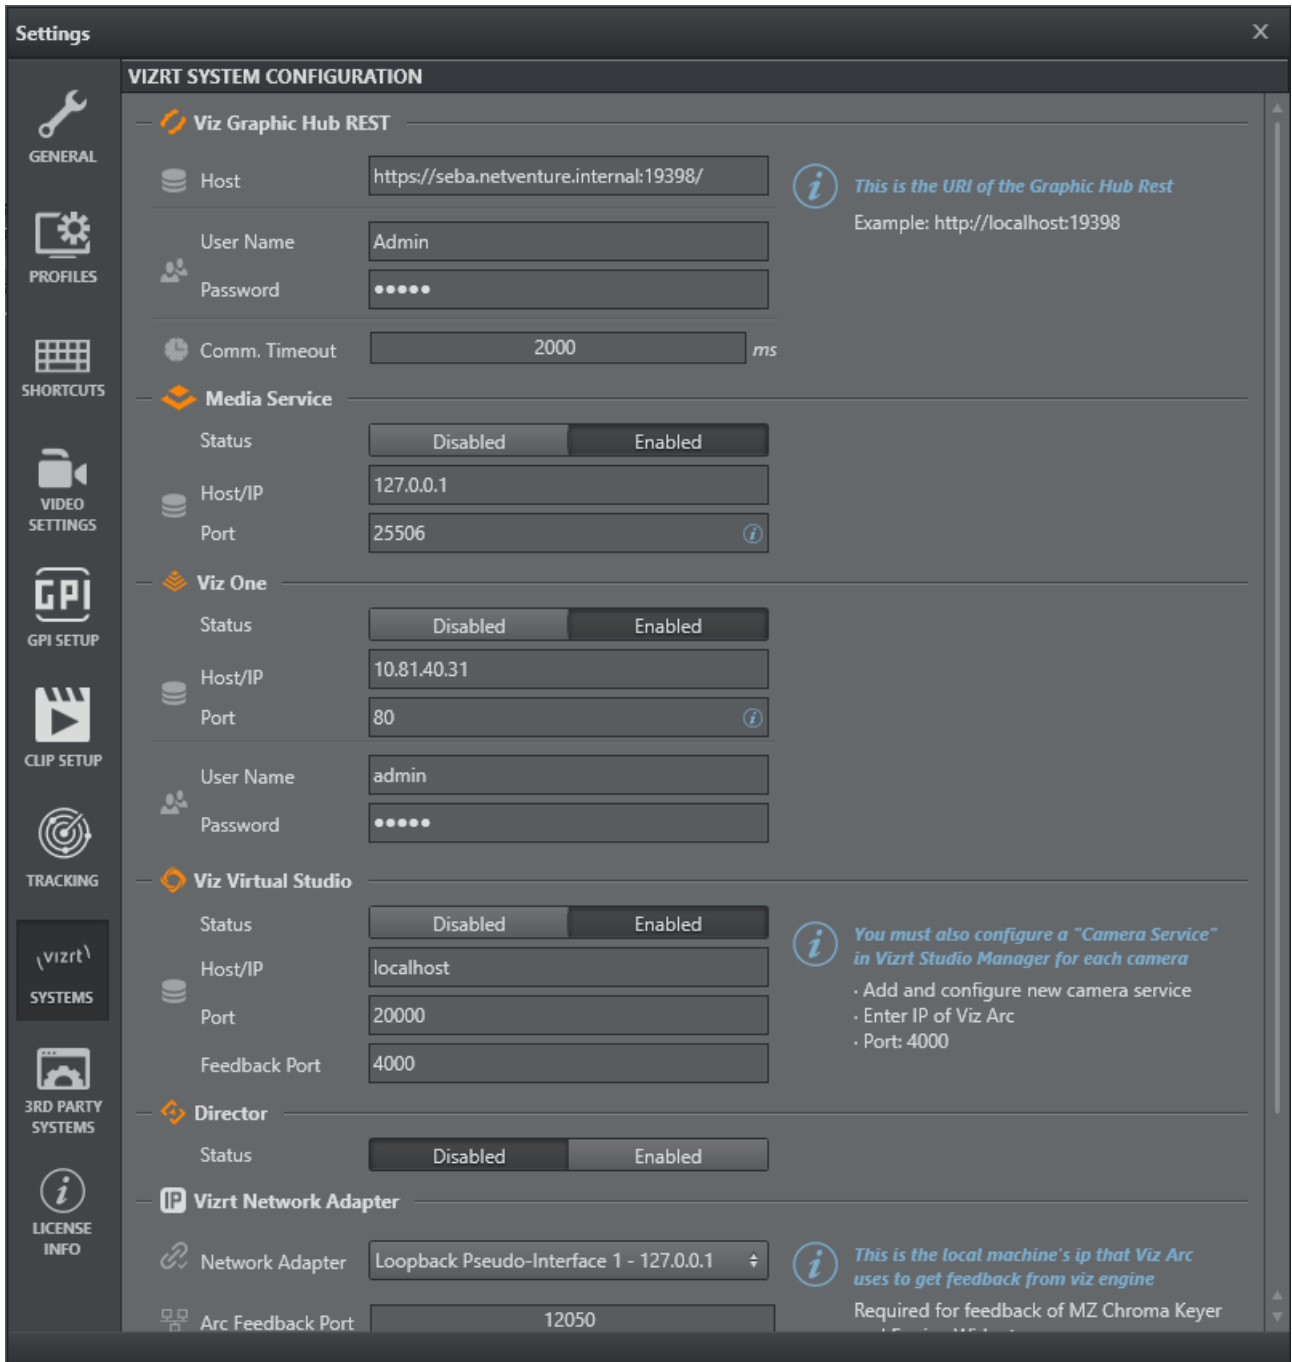 Settings
VIZRT SYSTEM CONFIGURATION
GENERAL
PROFILES
SHORTCUTS
VIDEO
SETTINGS
GPI
GPI SETUP
CLIP SETUP
TRACKING
vizrt
SYSTEMS
3RD PARTY
SYSTEMS
LICENSE
INFO
Viz Graphic Hub REST
Host https://seba.netventure.internal:19398/
This is the URI of the Graphic Hub Rest
Example: http://localhost:19398
User Name Admin
Password •••••
Comm. Timeout 2000 ms
Media Service
Status Disabled Enabled
Host/IP 127.0.0.1
Port 25506
Viz One
Status Disabled Enabled
Host/IP 10.81.40.31
Port 80
User Name admin
Password •••••
Viz Virtual Studio
Status Disabled Enabled
Host/IP localhost
Port 20000
Feedback Port 4000
You must also configure a "Camera Service"
in Vizrt Studio Manager for each camera
· Add and configure new camera service
· Enter IP of Viz Arc
· Port: 4000
Director
Status Disabled Enabled
IP Vizrt Network Adapter
Network Adapter Loopback Pseudo-Interface 1 - 127.0.0.1
This is the local machine's ip that Viz Arc
uses to get feedback from viz engine
Arc Feedback Port 12050
Required for feedback of MZ Chroma Keyer